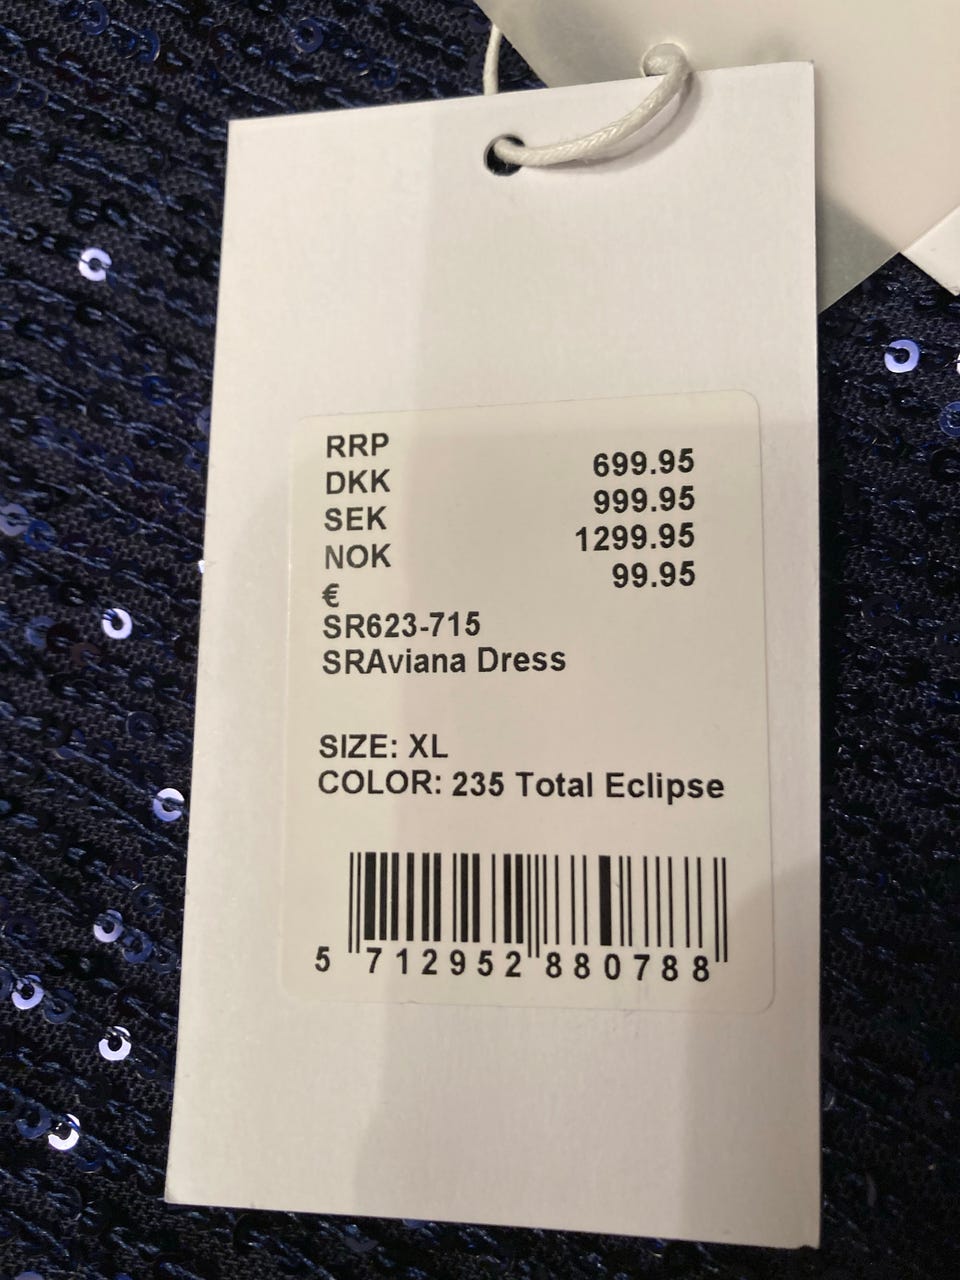 RRP
DKK 699.95
SEK 999.95
NOK 1299.95
€ 99.95
SR623-715
SRAviana Dress
SIZE: XL
COLOR: 235 Total Eclipse
5 712952 880788